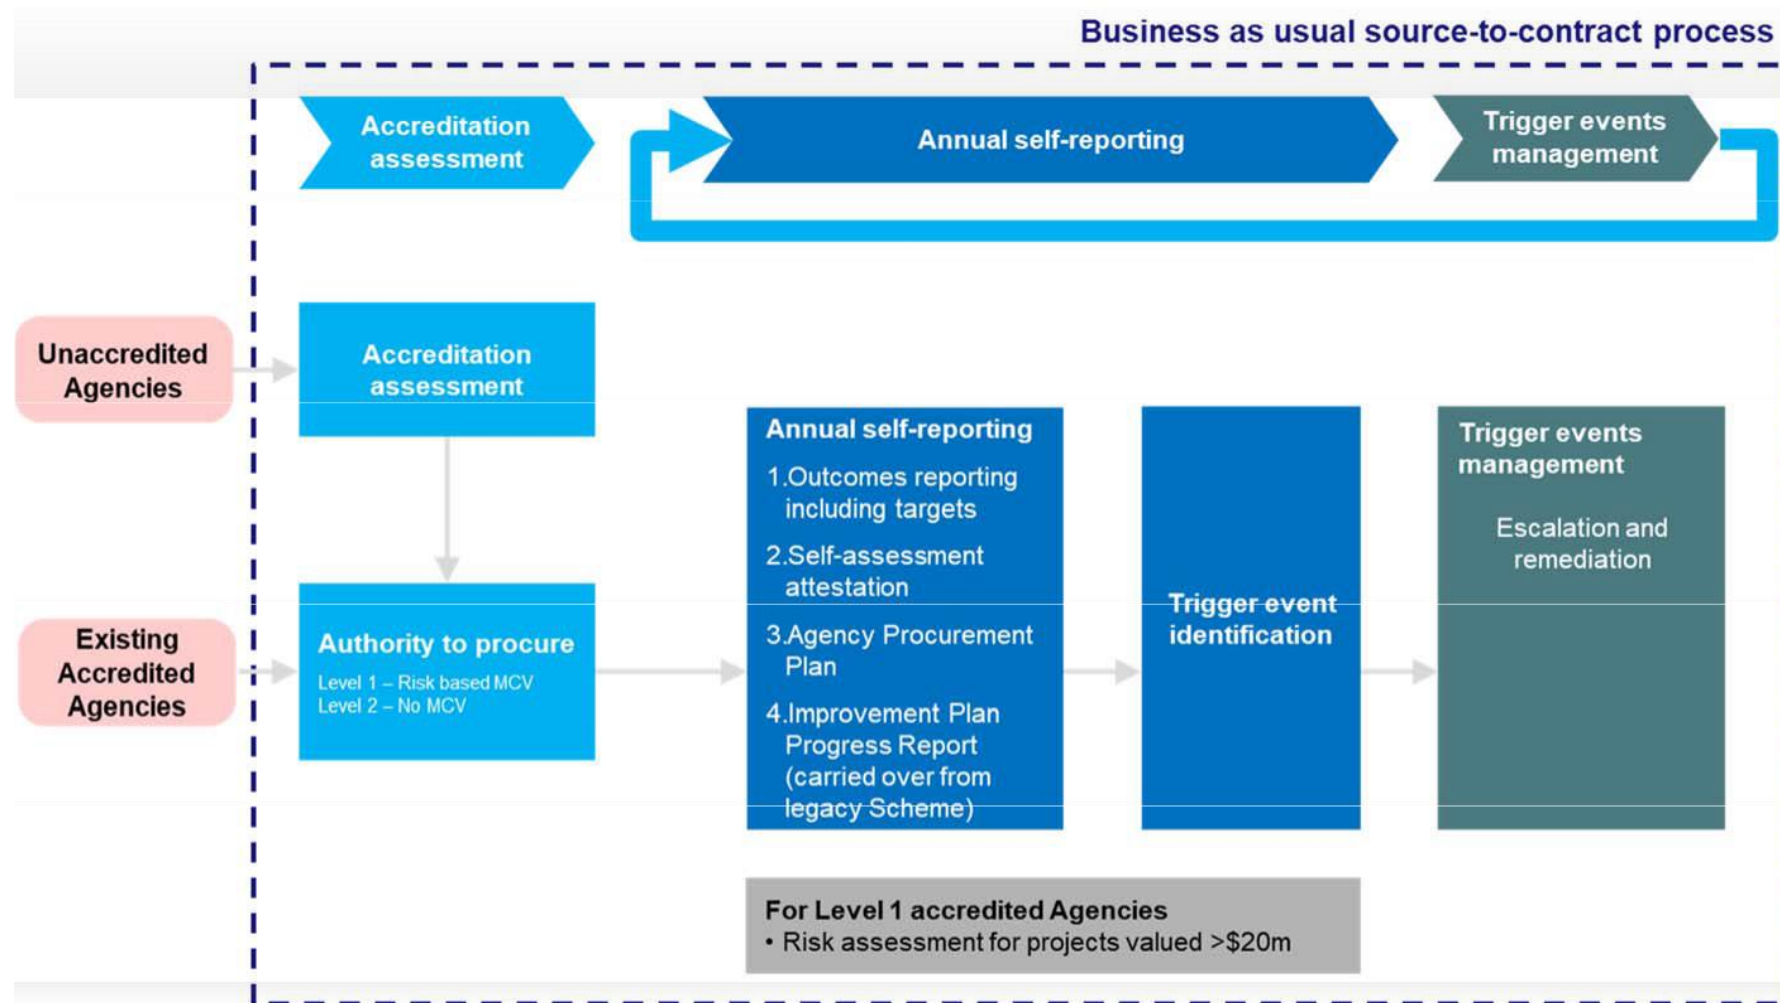 Business as usual source-to-contract process
Accreditation
assessment
Annual self-reporting
Trigger events
management
Unaccredited
Agencies
Accreditation
assessment
Existing
Accredited
Agencies
Authority to procure
Level 1 – Risk based MCV
Level 2 – No MCV
Annual self-reporting
1.Outcomes reporting
including targets
2.Self-assessment
attestation
3.Agency Procurement
Plan
4.Improvement Plan
Progress Report
(carried over from
legacy Scheme)
Trigger event
identification
Trigger events
management
Escalation and
remediation
For Level 1 accredited Agencies
• Risk assessment for projects valued >$20m